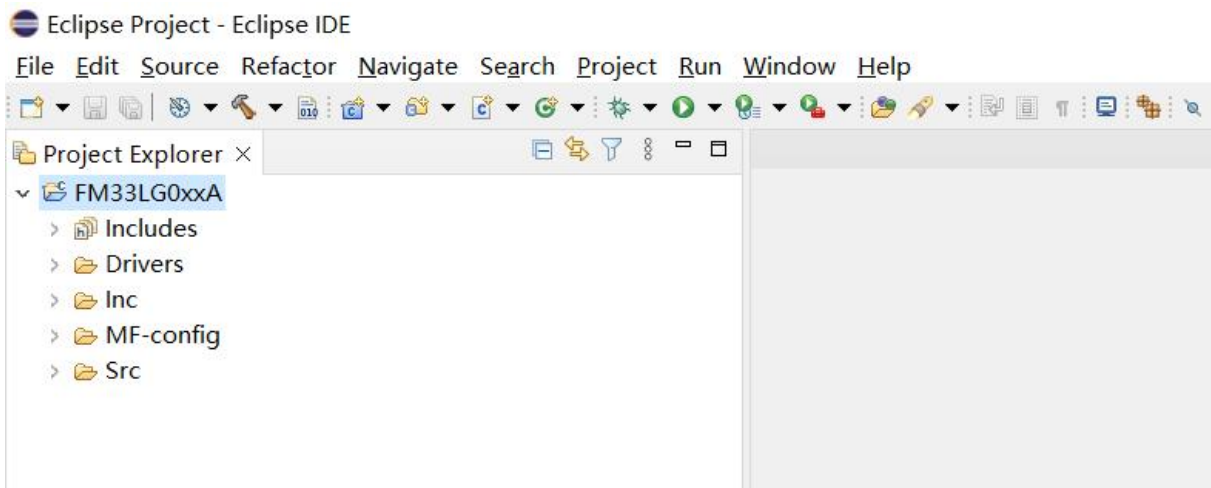 Eclipse Project - Eclipse IDE
File Edit Source Refactor Navigate Search Project Run Window Help
Project Explorer
FM33LG0xxA
Includes
Drivers
Inc
MF-config
Src